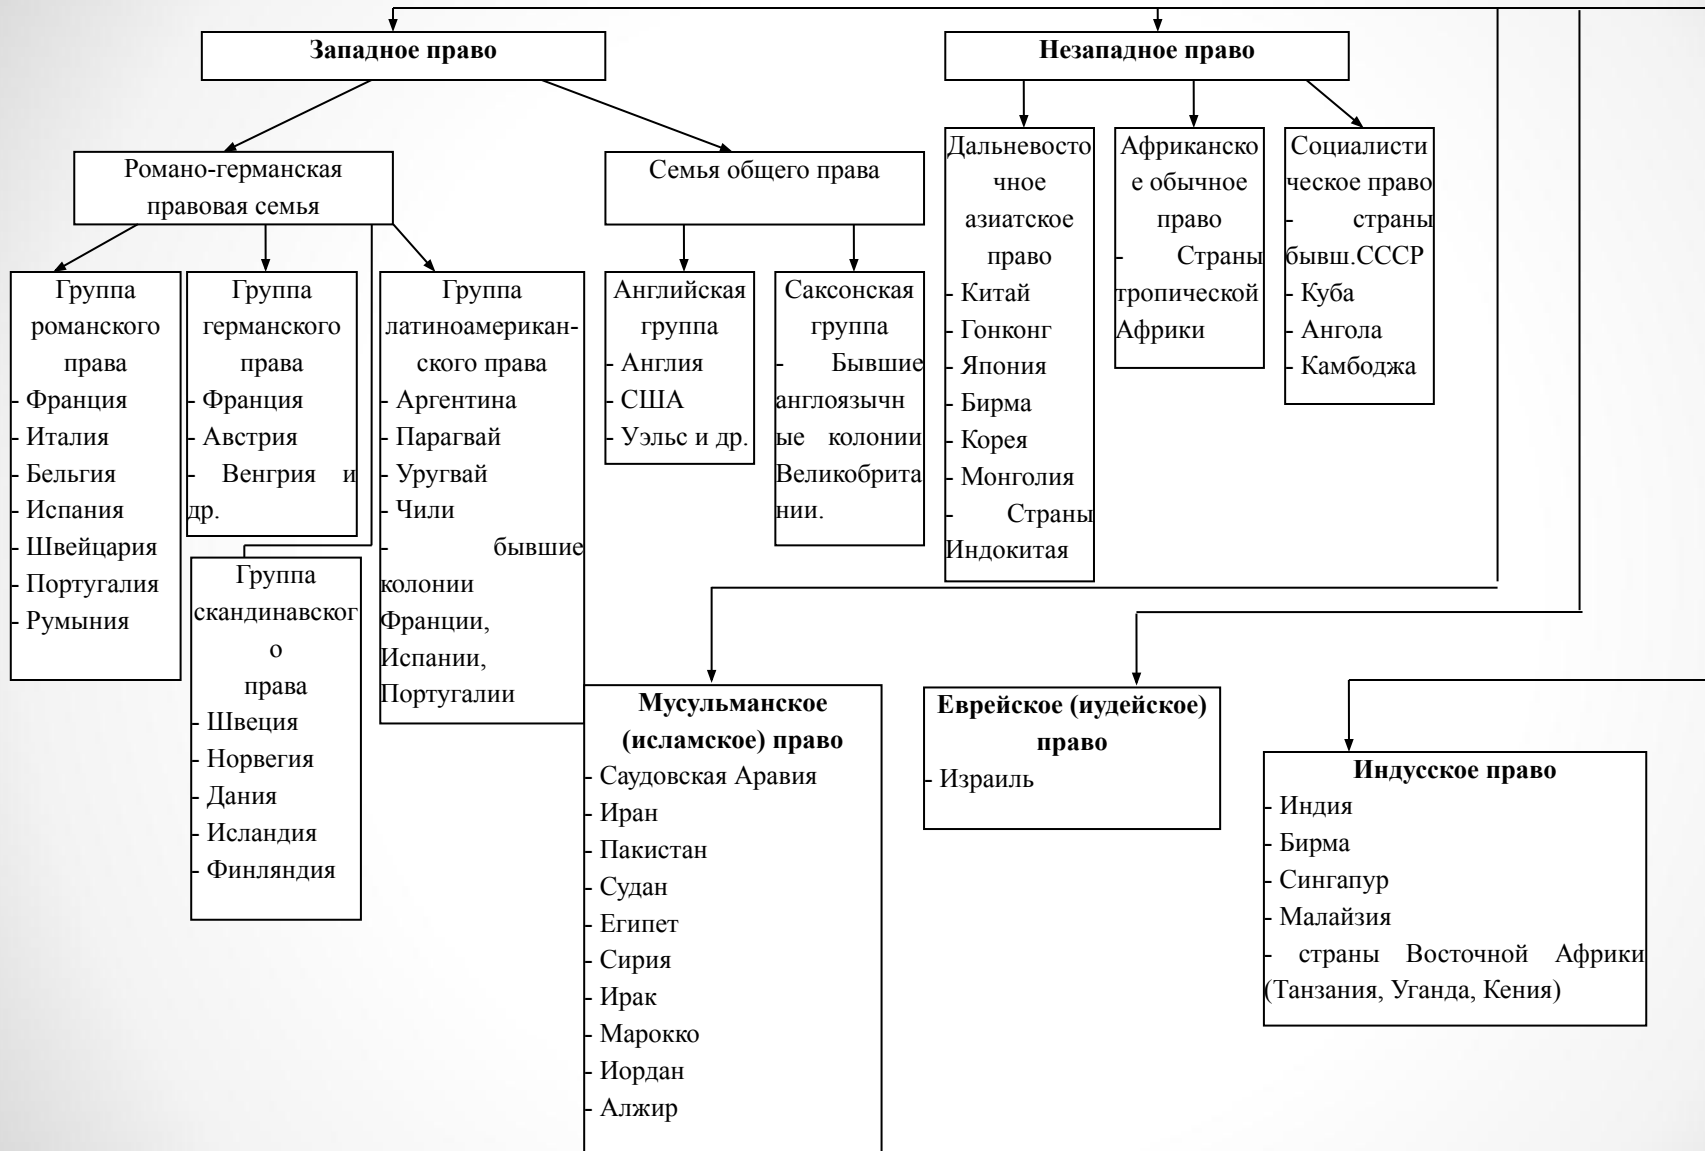 Западное право
Незападное право
Романо-германская
правовая семья
Семья общего права
Дальневосто
чное
азиатское
право
- Китай
- Гонконг
- Япония
- Бирма
- Корея
- Монголия
- Страны
Индокитая
Африканско
е обычное
право
- Страны
тропической
Африки
Социалисти
ческое право
- страны
бывш.СССР
- Куба
- Ангола
- Камбоджа
Группа
романского
права
- Франция
- Италия
- Бельгия
- Испания
- Швейцария
- Португалия
- Румыния
Группа
германского
права
- Франция
- Австрия
- Венгрия и
др.
Группа
латиноамерикан-
ского права
- Аргентина
- Парагвай
- Уругвай
- Чили
- бывшие
колонии
Франции,
Испании,
Португалии
Английская
группа
- Англия
- США
- Уэльс и др.
Саксонская
группа
- Бывшие
англоязычн
ые колонии
Великобрита
нии.
Группа
скандинавског
о
права
- Швеция
- Норвегия
- Дания
- Исландия
- Финляндия
Мусульманское
(исламское) право
- Саудовская Аравия
- Иран
- Пакистан
- Судан
- Египет
- Сирия
- Ирак
- Марокко
- Иордан
- Алжир
Еврейское (иудейское)
право
- Израиль
Индусское право
- Индия
- Бирма
- Сингапур
- Малайзия
- страны Восточной Африки
(Танзания, Уганда, Кения)